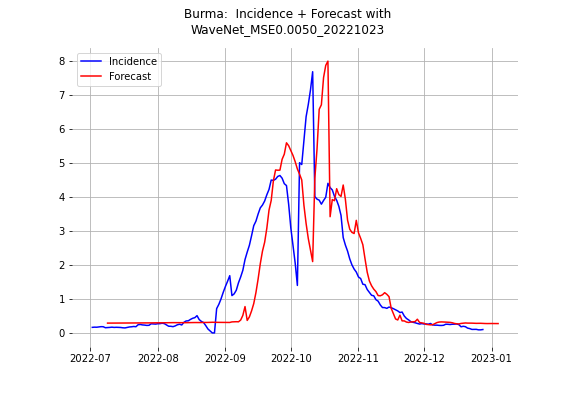 Burma:  Incidence + Forecast with
WaveNet_MSE0.0050_20221023
Incidence
Forecast
8
7
6
5
4
3
2
1
0
2022-07 2022-08 2022-09 2022-10 2022-11 2022-12 2023-01